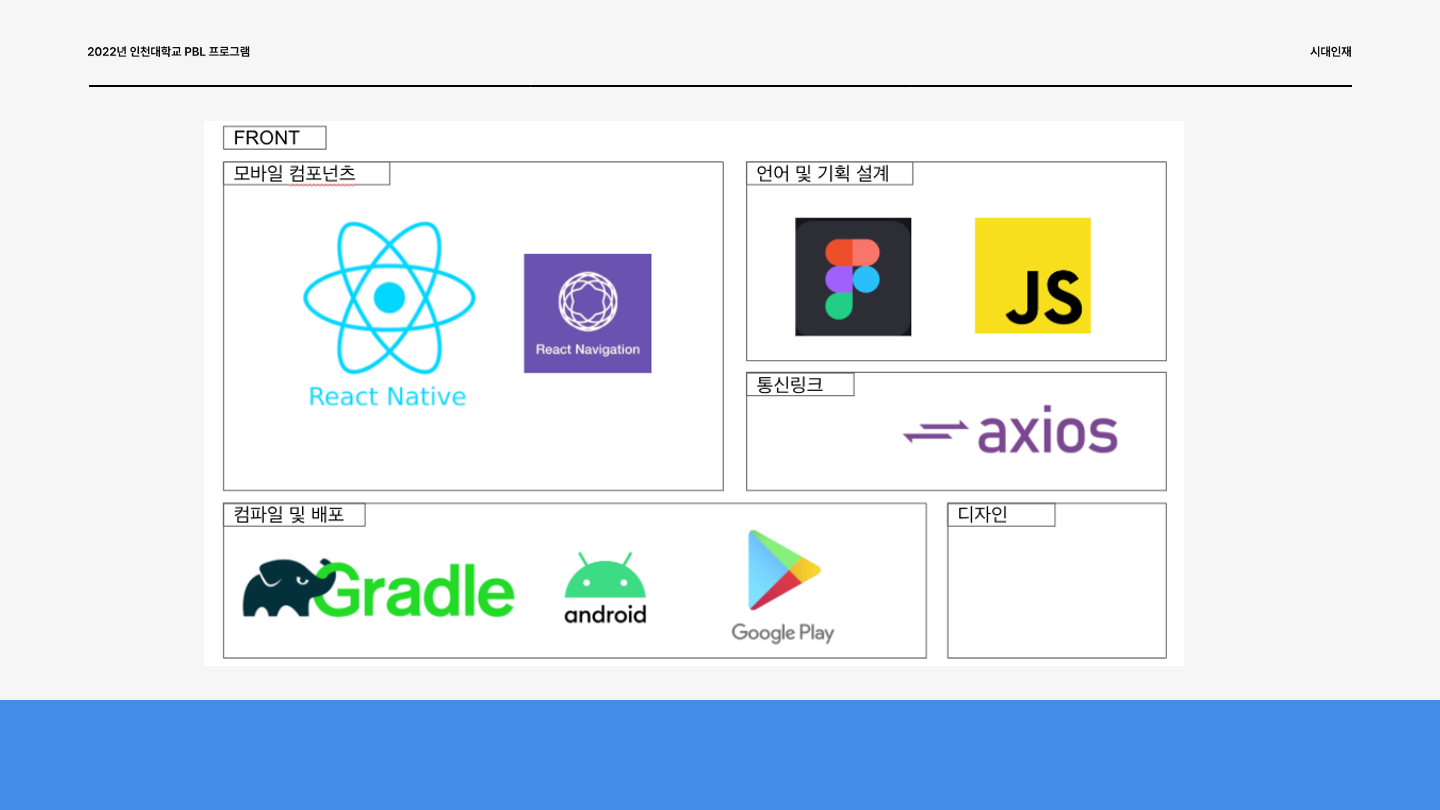 2022년 인천대학교 PBL 프로그램
시대인재
FRONT
모바일 컴포넌츠
React Native
React Navigation
언어 및 기획 설계
JS
통신링크
axios
컴파일 및 배포
Gradle
android
Google Play
디자인